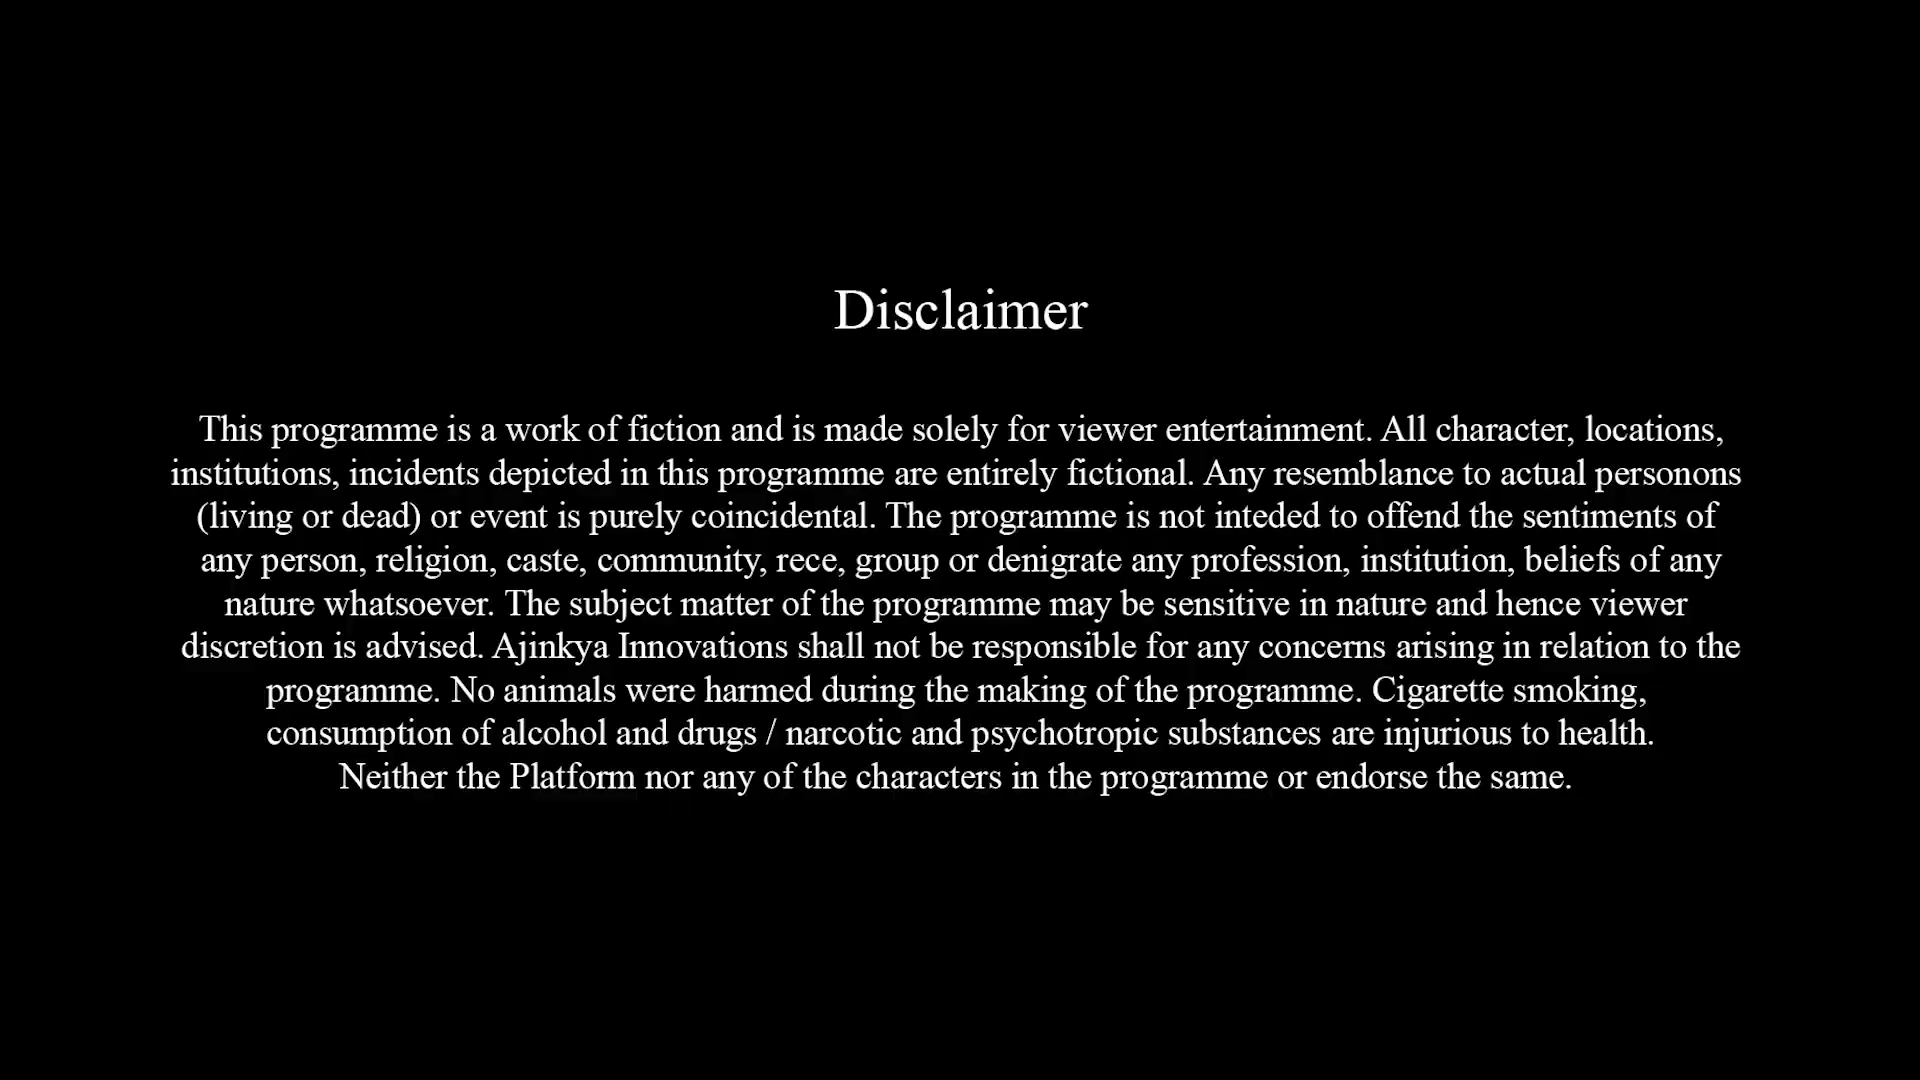 Disclaimer
This programme is a work of fiction and is made solely for viewer entertainment. All character, locations,
institutions, incidents depicted in this programme are entirely fictional. Any resemblance to actual personons
(living or dead) or event is purely coincidental. The programme is not inteded to offend the sentiments of
any person, religion, caste, community, rece, group or denigrate any profession, institution, beliefs of any
nature whatsoever. The subject matter of the programme may be sensitive in nature and hence viewer
discretion is advised. Ajinkya Innovations shall not be responsible for any concerns arising in relation to the
programme. No animals were harmed during the making of the programme. Cigarette smoking,
consumption of alcohol and drugs / narcotic and psychotropic substances are injurious to health.
Neither the Platform nor any of the characters in the programme or endorse the same.